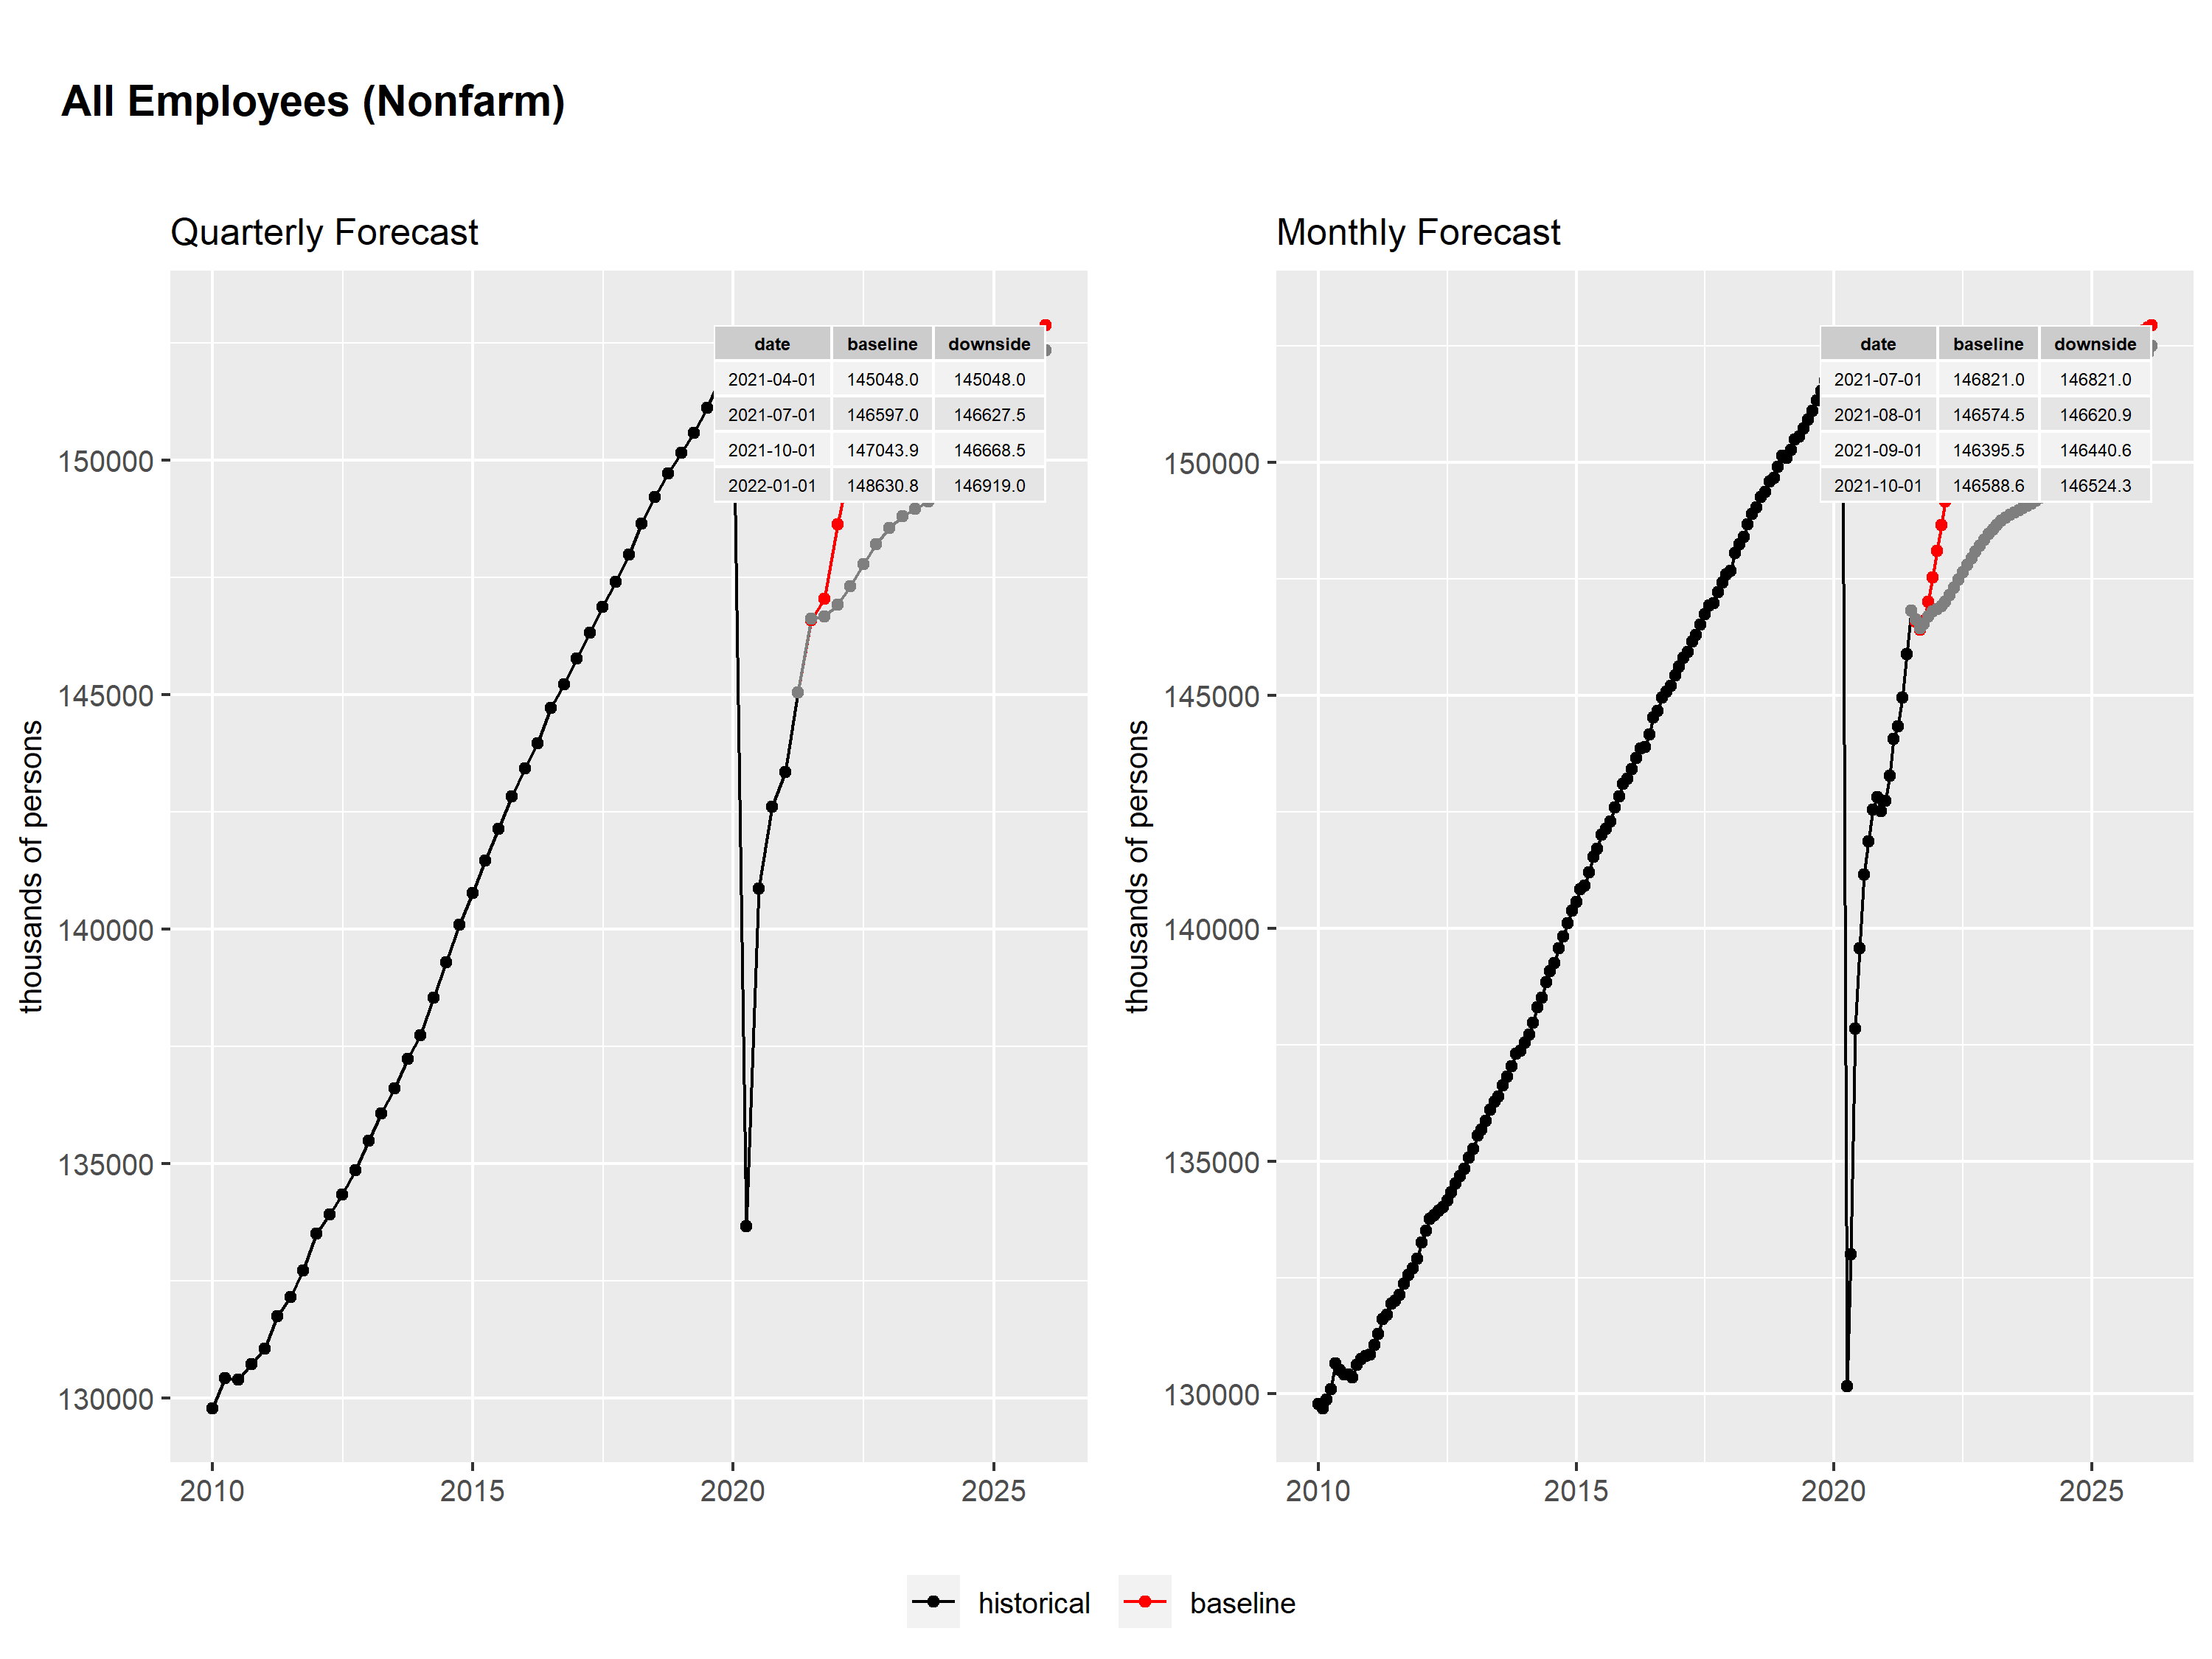 All Employees (Nonfarm)
Quarterly Forecast
thousands of persons
150000
145000
140000
135000
130000
2010 2015 2020 2025
date baseline downside
2021-04-01 145048.0 145048.0
2021-07-01 146597.0 146627.5
2021-10-01 147043.9 146668.5
2022-01-01 148630.8 146919.0
Monthly Forecast
thousands of persons
150000
145000
140000
135000
130000
2010 2015 2020 2025
date baseline downside
2021-07-01 146821.0 146821.0
2021-08-01 146574.5 146620.9
2021-09-01 146395.5 146440.6
2021-10-01 146588.6 146524.3
historical baseline